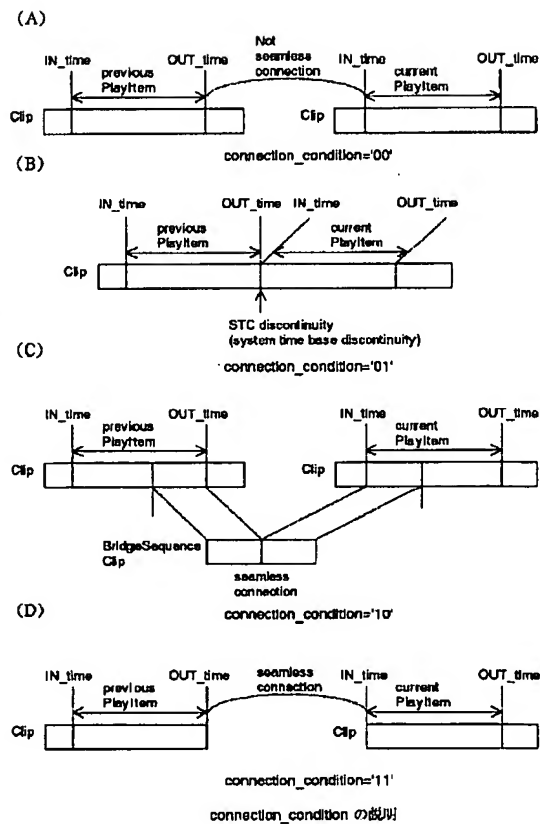 (A)
Not
seamless
connection
IN_time
OUT_time
IN_time
OUT_time
previous
PlayItem
current
PlayItem
Clip
Clip
connection_condition='00'
(B)
IN_time
OUT_time
IN_time
OUT_time
previous
PlayItem
current
PlayItem
Clip
STC discontinuity
(system time base discontinuity)
connection_condition='01'
(C)
IN_time
OUT_time
IN_time
OUT_time
previous
PlayItem
current
PlayItem
Clip
Clip
BridgeSequence
Clip
seamless
connection
connection_condition='10'
(D)
seamless
connection
IN_time
OUT_time
IN_time
OUT_time
previous
PlayItem
current
PlayItem
Clip
Clip
connection_condition='11'
connection_condition の説明